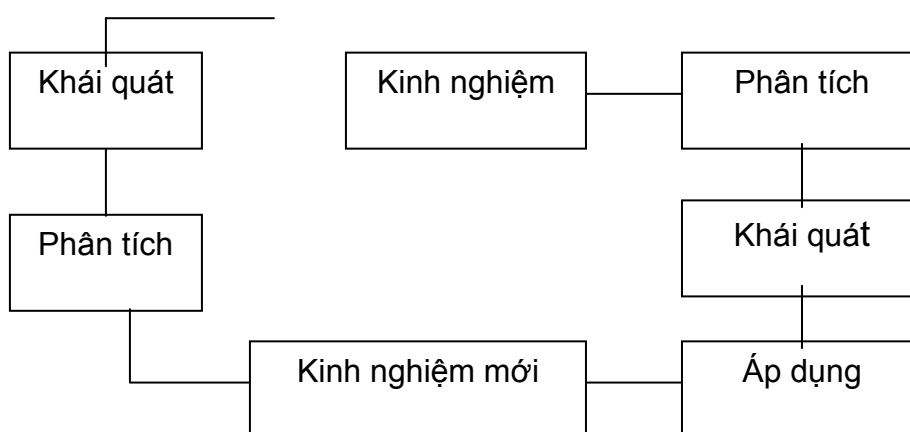 Khái quát
Kinh nghiệm
Phân tích
Phân tích
Khái quát
Kinh nghiệm mới
Áp dụng